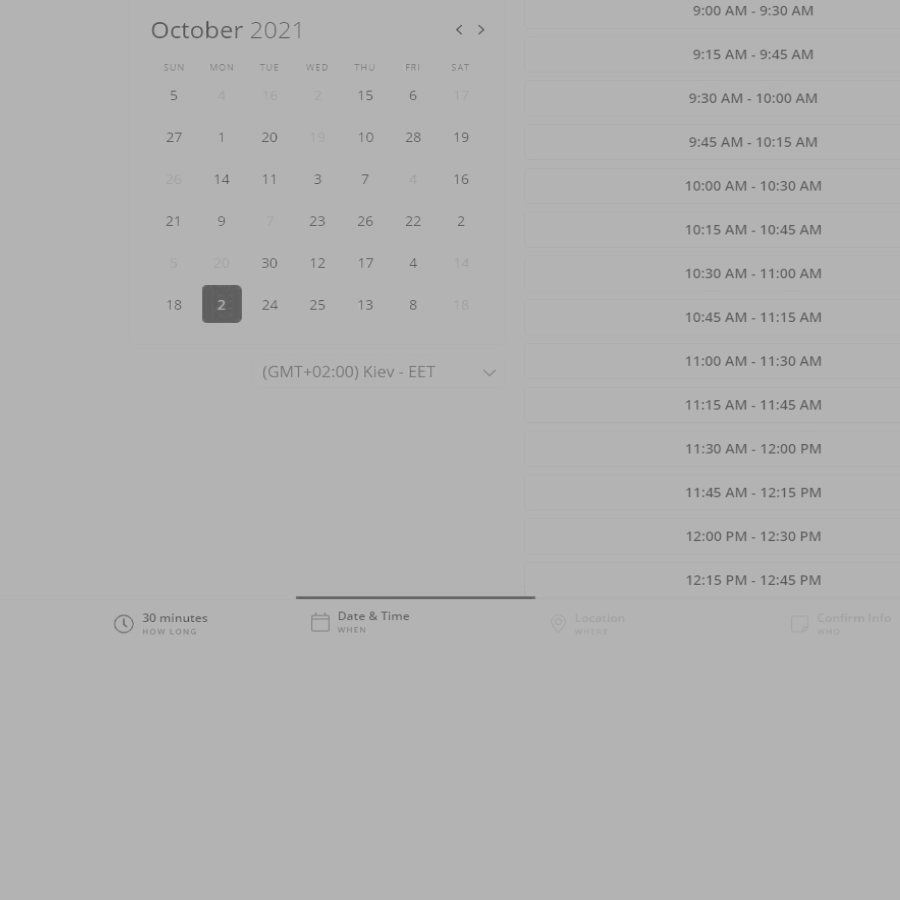 October 2021
SUN MON TUE WED THU FRI SAT
5 4 16 2 15 6 17
27 1 20 19 10 28 19
26 14 11 3 7 4 16
21 9 7 23 26 22 2
5 20 30 12 17 4 14
18 2 24 25 13 8 18
(GMT+02:00) Kiev - EET
9:00 AM - 9:30 AM
9:15 AM - 9:45 AM
9:30 AM - 10:00 AM
9:45 AM - 10:15 AM
10:00 AM - 10:30 AM
10:15 AM - 10:45 AM
10:30 AM - 11:00 AM
10:45 AM - 11:15 AM
11:00 AM - 11:30 AM
11:15 AM - 11:45 AM
11:30 AM - 12:00 PM
11:45 AM - 12:15 PM
12:00 PM - 12:30 PM
12:15 PM - 12:45 PM
30 minutes
HOW LONG
Date & Time
WHEN
Location
WHERE
Confirm info
WHO